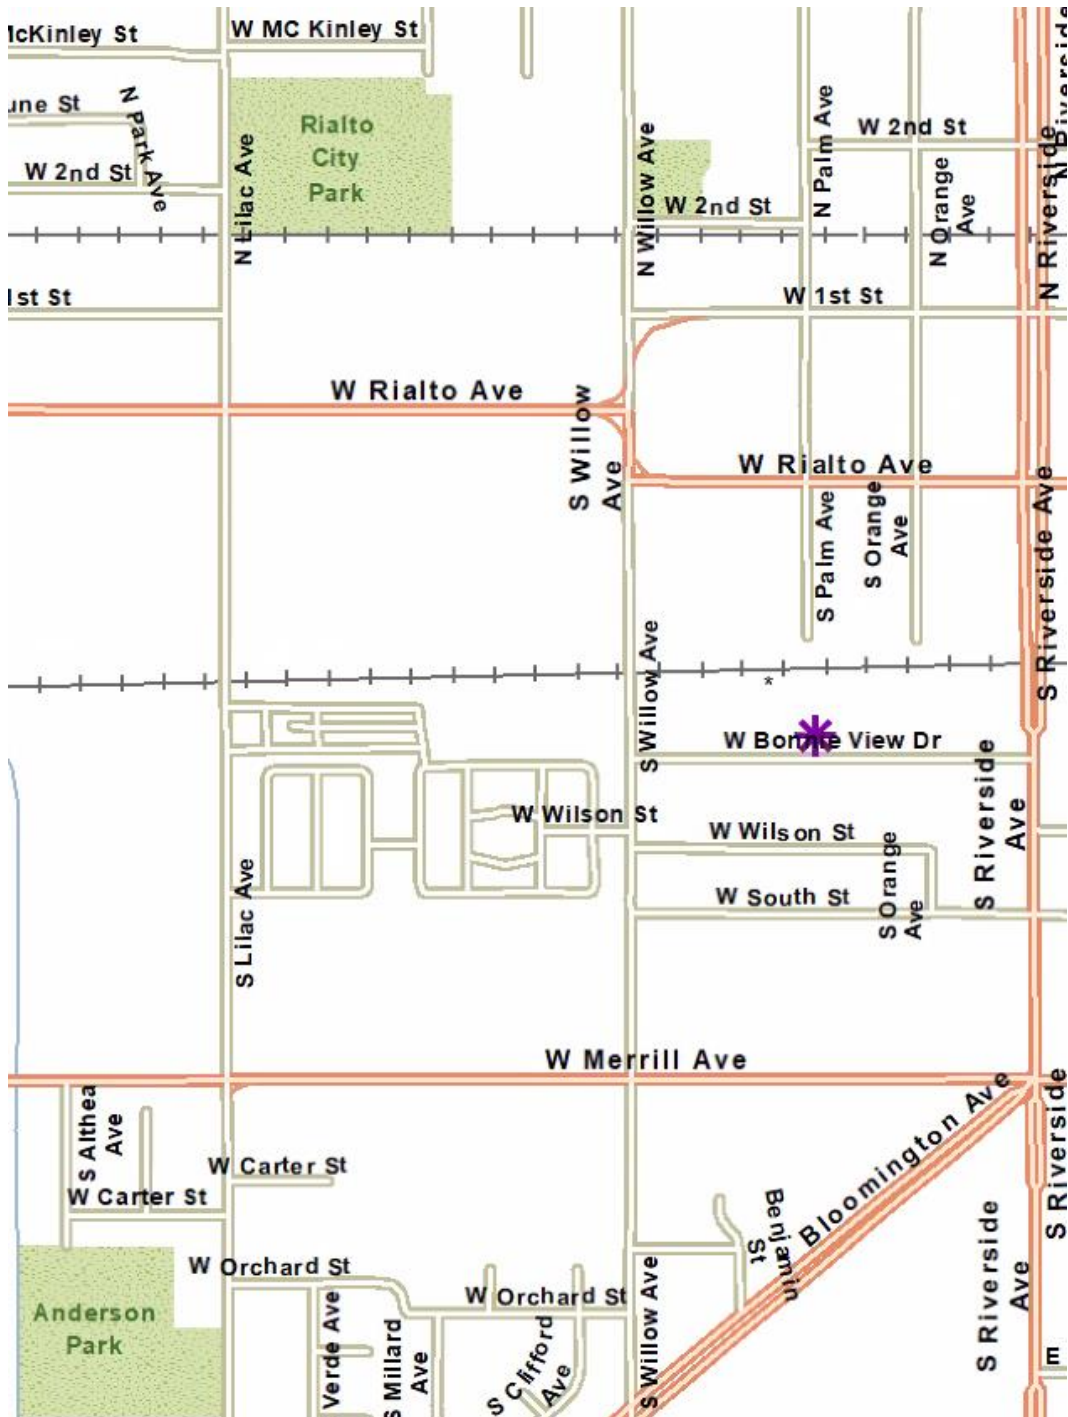 McKinley St
W MC Kinley St
N Riverside
une St
N Park Ave
W 2nd St
N Lilac Ave
Rialto
City
Park
N Willow Ave
W 2nd St
N Palm Ave
W 2nd St
N Orange
Ave
N Riverside
1st St
W 1st St
W Rialto Ave
S Willow
Ave
W Rialto Ave
S Palm Ave
S Orange
Ave
S Riverside Ave
S Willow Ave
*
W Bonnie View Dr
W Wilson St
W Wilson St
S Riverside
Ave
S Orange
Ave
W South St
S Lilac Ave
W Merrill Ave
S Althea
Ave
W Carter St
W Carter St
Bloomington Ave
S Riverside
Benjamin
St
W Orchard St
W Orchard St
S Willow Ave
S Riverside
Ave
Anderson
Park
Verde Ave
S Millard
Ave
S Clifford
Ave
E